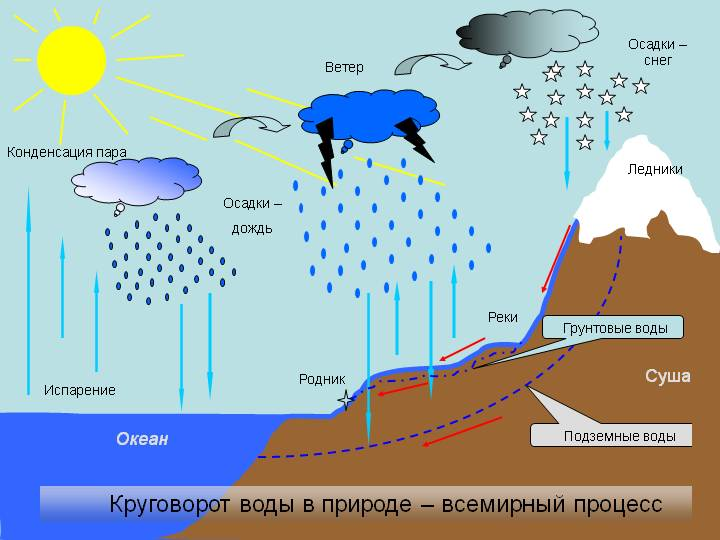 Осадки –
снег
Ветер
Конденсация пара
Ледники
Осадки –
дождь
Реки
Грунтовые воды
Родник
Суша
Испарение
Океан
Подземные воды
Круговорот воды в природе – всемирный процесс